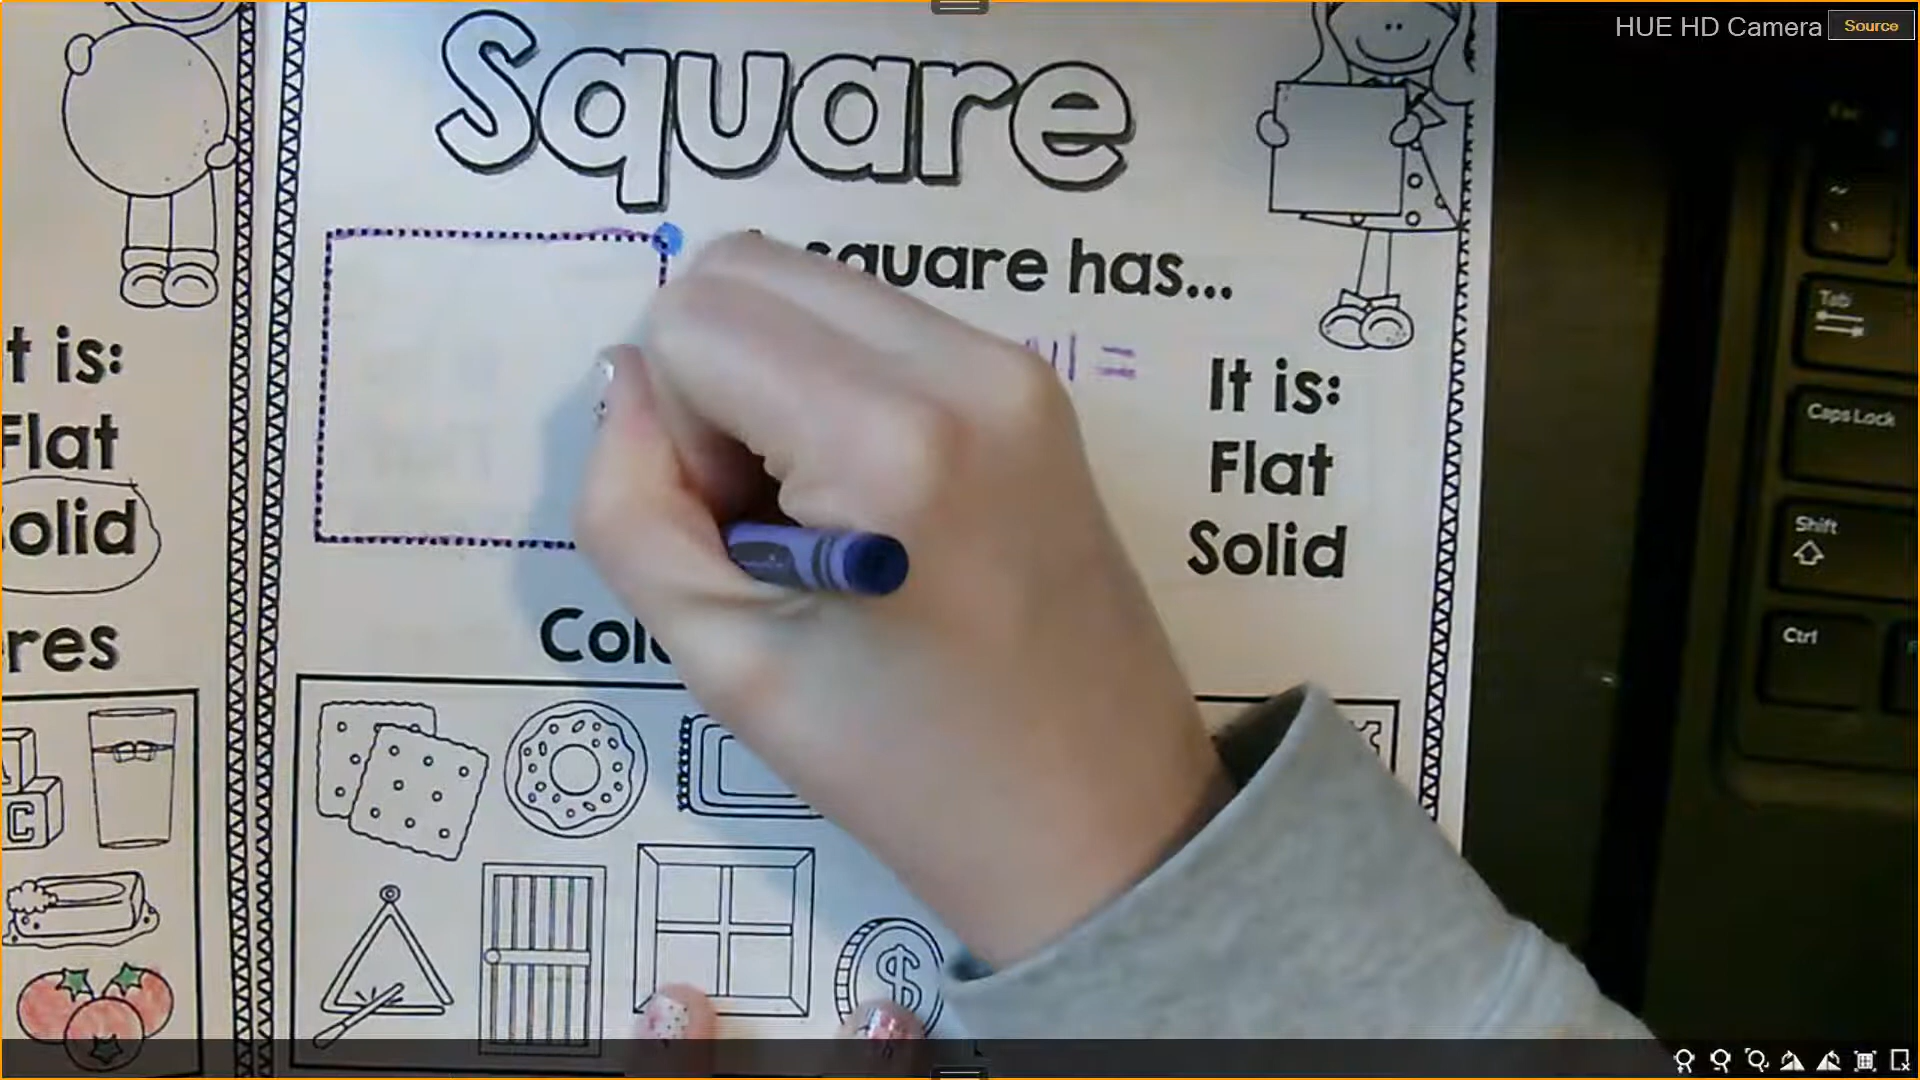 HUE HD Camera Source
Square
square has...
t is:
Flat
olid
res
=
It is:
Flat
Solid
Col
C
$
Tab
Caps Lock
Shift
Ctrl